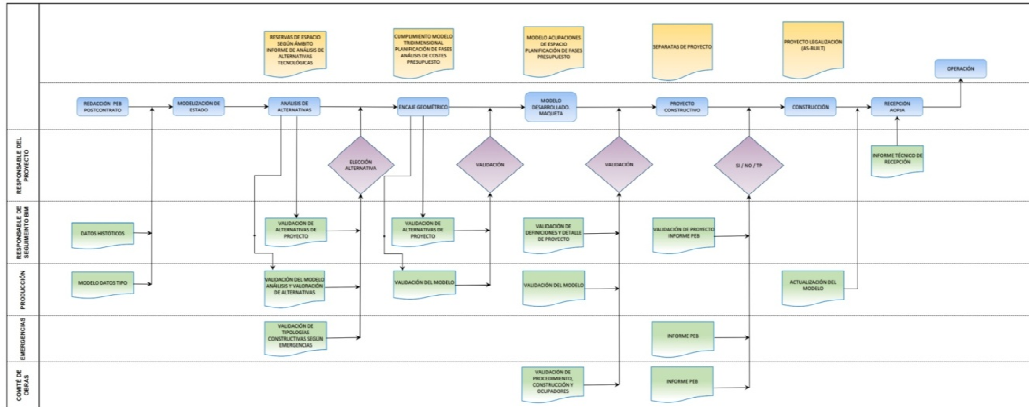 RESERVAS DE ESPACIO
SEGÚN ÁMBITO
INFORME DE ANÁLISIS DE
ALTERNATIVAS
TECNOLÓGICAS
CUMPLIMIENTO MODELO
TRIDIMENSIONAL
PLANIFICACIÓN DE FASES
ANÁLISIS DE COSTES
PRESUPUESTO
MODELO ACUPACIONES
DE ESPACIO
PLANIFICACIÓN DE FASES
PRESUPUESTO
SEPARATAS DE PROYECTO
PROYECTO LEGALIZACIÓN
(AS-BUILT)
OPERACIÓN
REDACCIÓN PEB
POSTCONTRATO
MODELIZACIÓN DE
ESTADO
ANÁLISIS DE
ALTERNATIVAS
ENCAJE GEOMÉTRICO
MODELO
DESARROLLADO
MAQUETA
PROYECTO
CONSTRUCTIVO
CONSTRUCCIÓN
RECEPCIÓN
RESPONSABLE DEL
PROYECTO
ELECCIÓN
ALTERNATIVA
VALIDACIÓN
VALIDACIÓN
SI / NO / TP
INFORME TÉCNICO DE
RECEPCIÓN
RESPONSABLE DE
SEGUIMIENTO BIM
DATOS HISTÓTICOS
VALIDACIÓN DE
ALTERNATIVAS DE
PROYECTO
VALIDACIÓN DE
ALTERNATIVAS DE
PROYECTO
VALIDACIÓN DE
DEFINICIONES Y DETALLE
DE PROYECTO
VALIDACIÓN DE PROYECTO
INFORME PEB
PRODUCCIÓN
MODELO DATOS TIPO
VALIDACIÓN DEL MODELO
ANÁLISIS Y VALORACIÓN
DE ALTERNATIVAS
VALIDACIÓN DEL MODELO
VALIDACIÓN DEL MODELO
ACTUALIZACIÓN DEL
MODELO
EMERGENCIAS
VALIDACIÓN DE
TIPOLOGÍAS
CONSTRUCTIVAS SEGÚN
EMERGENCIAS
INFORME PEB
COMITÉ DE
OBRAS
VALIDACIÓN DE
PROCEDIMIENTO,
CONSTRUCCIÓN Y
OCUPADORES
INFORME PEB